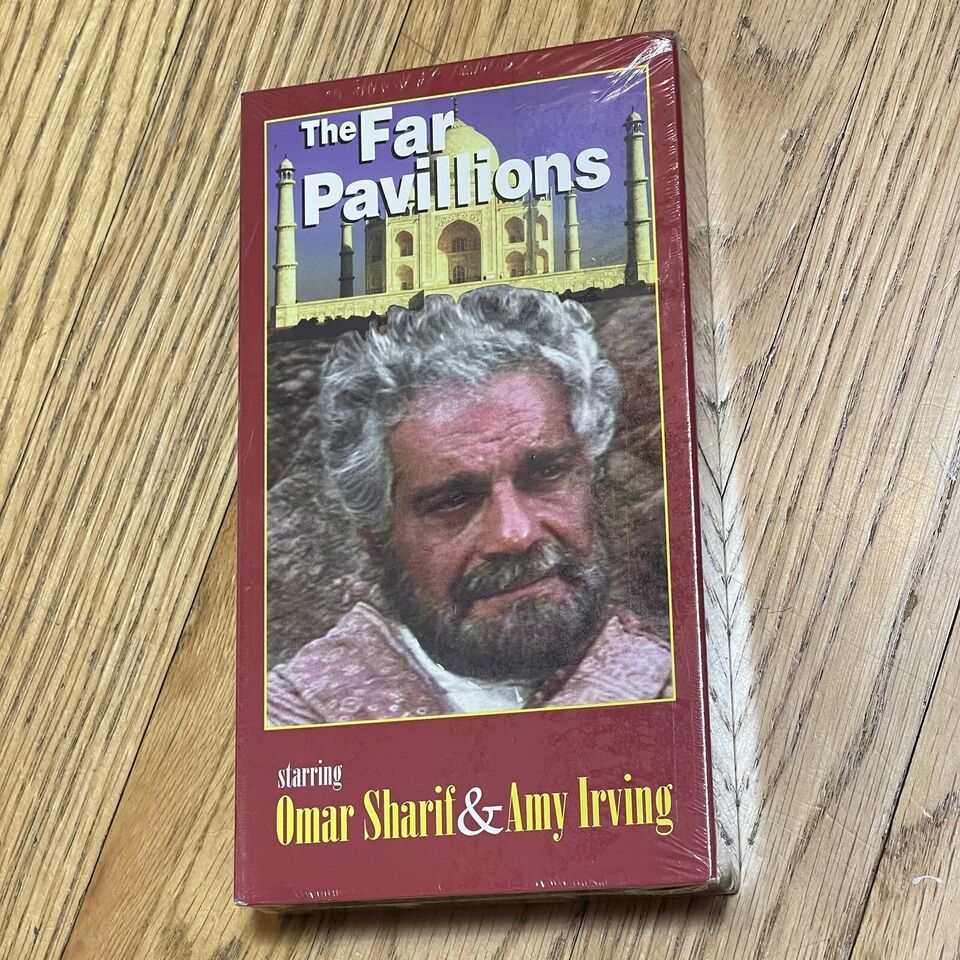 The Far
Pavillions
starring
Omar Sharif & Amy Irving